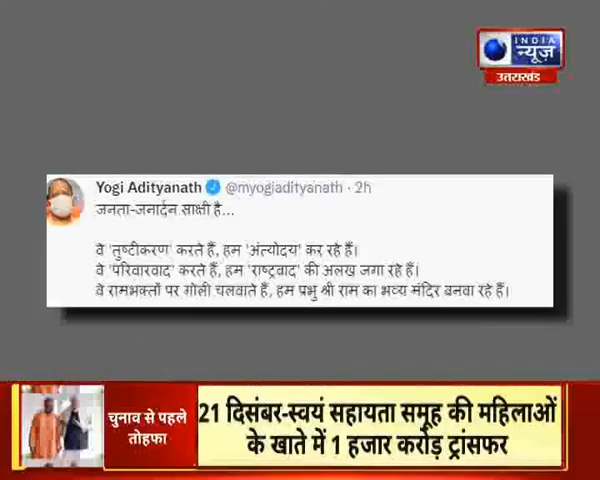 INDIA
न्यूज़
उत्तराखंड
Yogi Adityanath @myogiadityanath · 2h
जनता-जनार्दन साक्षी है...
वे 'तुष्टीकरण' करते हैं, हम 'अंत्योदय' कर रहे हैं।
वे 'परिवारवाद' करते हैं, हम 'राष्ट्रवाद' की अलख जगा रहे हैं।
वे रामभक्तों पर गोली चलवाते हैं, हम प्रभु श्री राम का भव्य मंदिर बनवा रहे हैं।
चुनाव से पहले
तोहफा
21 दिसंबर-स्वयं सहायता समूह की महिलाओं
के खाते में 1 हजार करोड़ ट्रांसफर